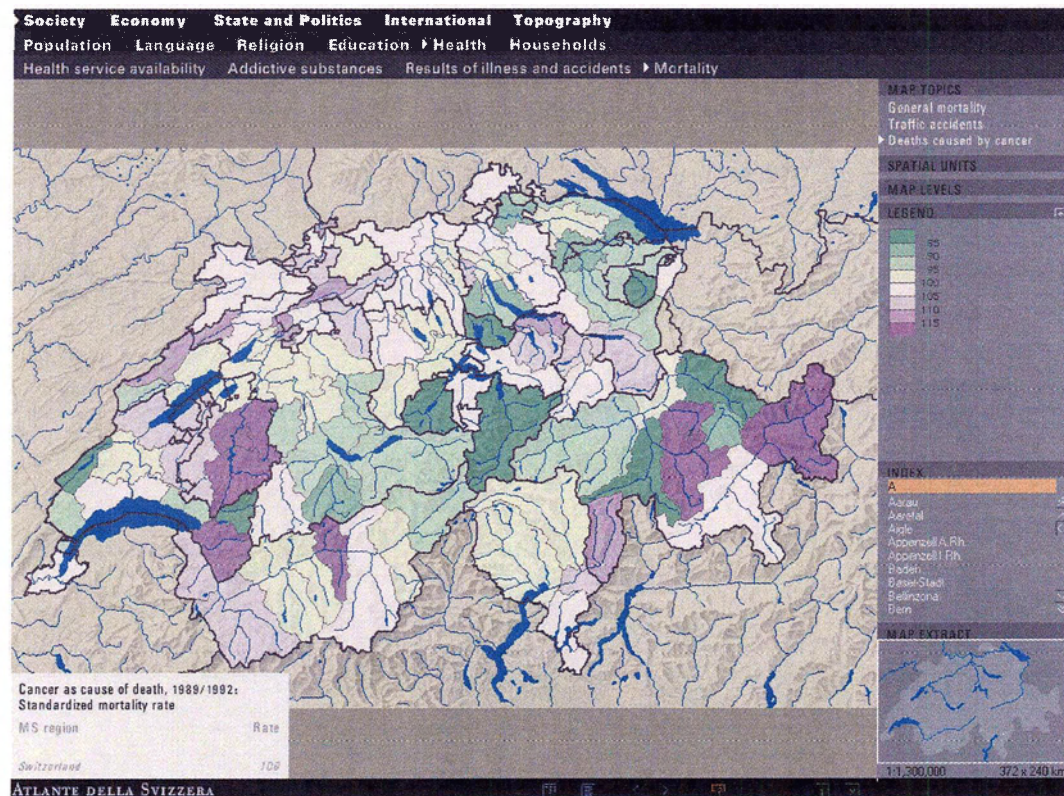 Society Economy State and Politics International Topography
Population Language Religion Education Health Households
Health service availability Addictive substances Results of illness and accidents Mortality
MAP TOPICS
General mortality
Traffic accidents
Deaths caused by cancer
SPATIAL UNITS
MAP LEVELS
LEGEND
90
95
100
105
110
115
INDEX
A
Aarau
Aaretal
Aigle
Appenzell A.Rh.
Appenzell I.Rh.
Baden
Basel-Stadt
Bellinzona
Bern
MAP EXTRACT
Cancer as cause of death, 1989/1992:
Standardized mortality rate
MS region Rate
Switzerland
1:1,300,000 372 x 240 km
ATLANTE DELLA SVIZZERA